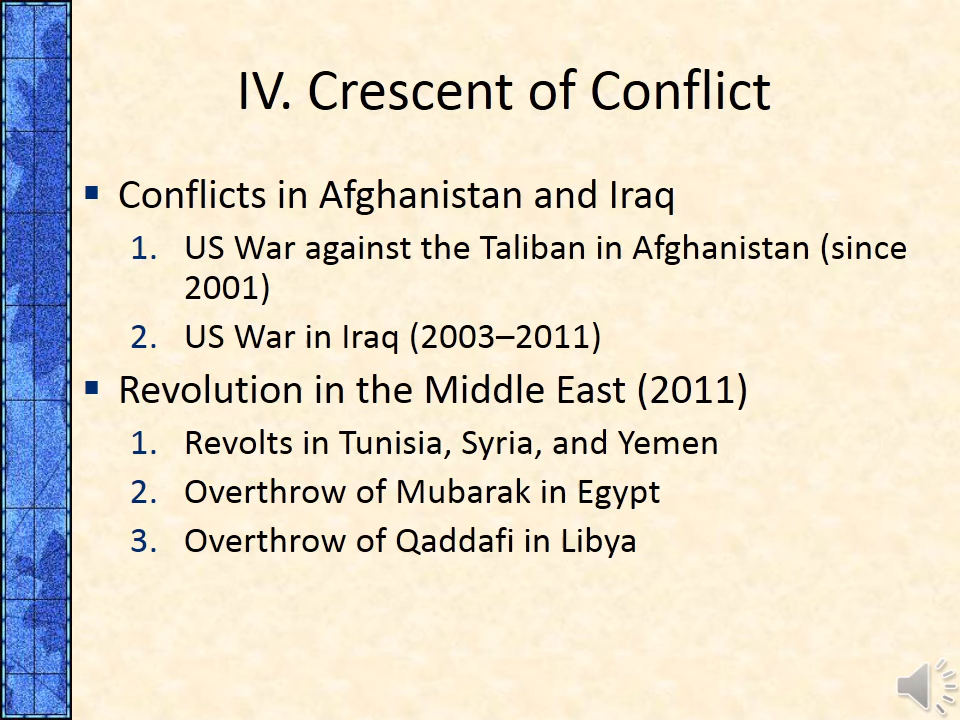 IV. Crescent of Conflict
▪ Conflicts in Afghanistan and Iraq
1. US War against the Taliban in Afghanistan (since
2001)
2. US War in Iraq (2003–2011)
▪ Revolution in the Middle East (2011)
1. Revolts in Tunisia, Syria, and Yemen
2. Overthrow of Mubarak in Egypt
3. Overthrow of Qaddafi in Libya